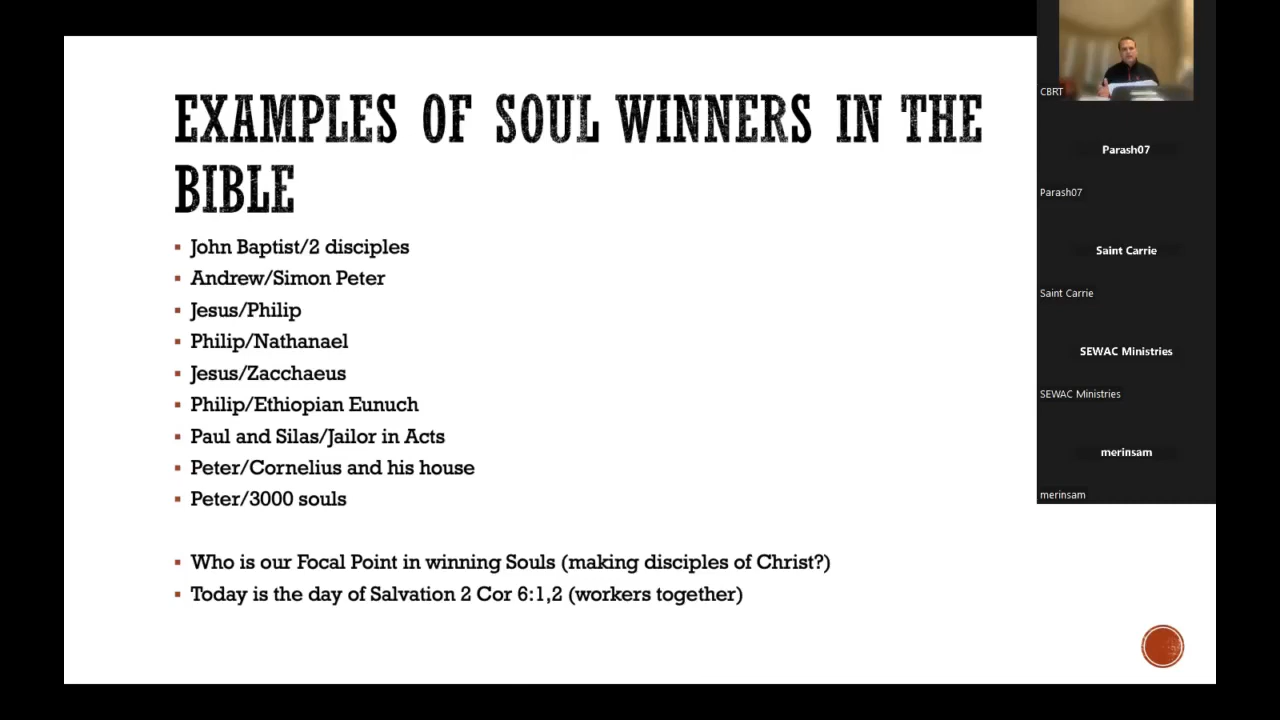 EXAMPLES OF SOUL WINNERS IN THE
BIBLE
John Baptist/2 disciples
Andrew/Simon Peter
Jesus/Philip
Philip/Nathanael
Jesus/Zacchaeus
Philip/Ethiopian Eunuch
Paul and Silas/Jailor in Acts
Peter/Cornelius and his house
Peter/3000 souls
Who is our Focal Point in winning Souls (making disciples of Christ?)
Today is the day of Salvation 2 Cor 6:1,2 (workers together)
CBRT
Parash07
Parash07
Saint Carrie
Saint Carrie
SEWAC Ministries
SEWAC Ministries
merinsam
merinsam